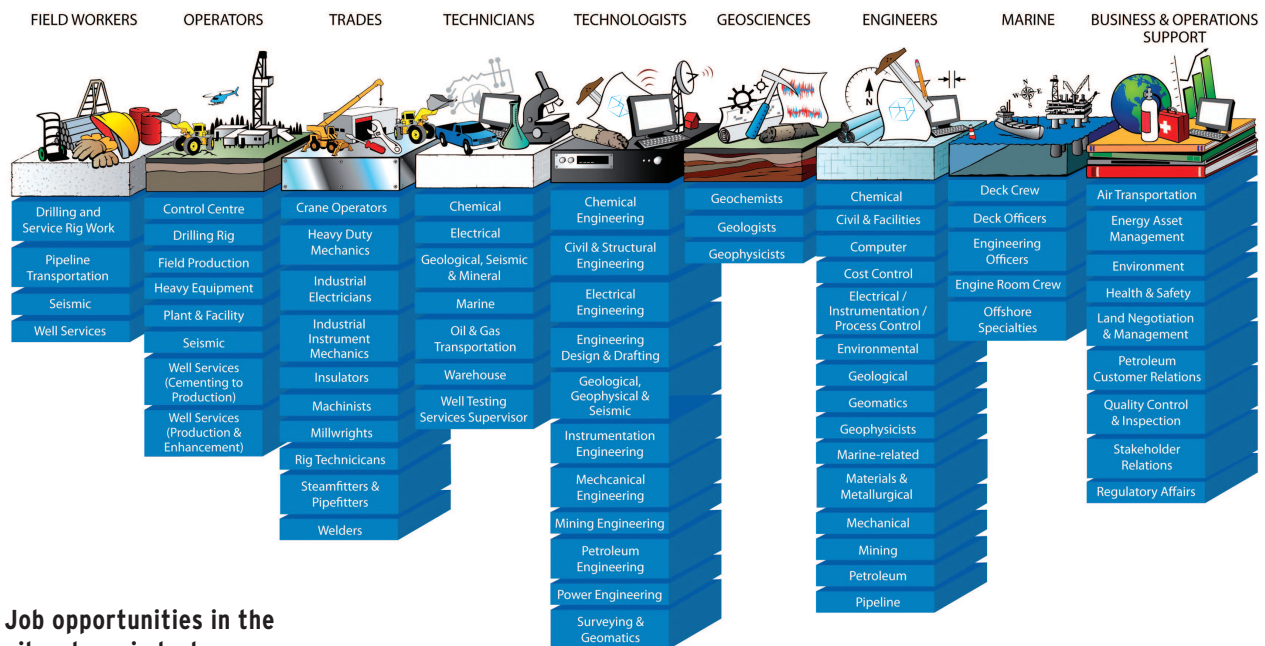 FIELD WORKERS
OPERATORS
TRADES
TECHNICIANS
TECHNOLOGISTS
GEOSCIENCES
ENGINEERS
MARINE
BUSINESS & OPERATIONS
SUPPORT
Drilling and
Service Rig Work
Pipeline
Transportation
Seismic
Well Services
Control Centre
Drilling Rig
Field Production
Heavy Equipment
Plant & Facility
Seismic
Well Services
(Cementing to
Production)
Well Services
(Production &
Enhancement)
Crane Operators
Heavy Duty
Mechanics
Industrial
Electricians
Industrial
Instrument
Mechanics
Insulators
Machinists
Millwrights
Rig Technicicans
Steamfitters &
Pipefitters
Welders
Chemical
Electrical
Geological, Seismic
& Mineral
Marine
Oil & Gas
Transportation
Warehouse
Well Testing
Services Supervisor
Chemical
Engineering
Civil & Structural
Engineering
Electrical
Engineering
Engineering
Design & Drafting
Geological,
Geophysical &
Seismic
Instrumentation
Engineering
Mechcanical
Engineering
Mining Engineering
Petroleum
Engineering
Power Engineering
Surveying &
Geomatics
Geochemists
Geologists
Geophysicists
N
Chemical
Civil & Facilities
Computer
Cost Control
Electrical /
Instrumentation /
Process Control
Environmental
Geological
Geomatics
Geophysicists
Marine-related
Materials &
Metallurgical
Mechanical
Mining
Petroleum
Pipeline
N
W E
S
Deck Crew
Deck Officers
Engineering
Officers
Engine Room Crew
Offshore
Specialties
Air Transportation
Energy Asset
Management
Environment
Health & Safety
Land Negotiation
& Management
Petroleum
Customer Relations
Quality Control
& Inspection
Stakeholder
Relations
Regulatory Affairs
Job opportunities in the